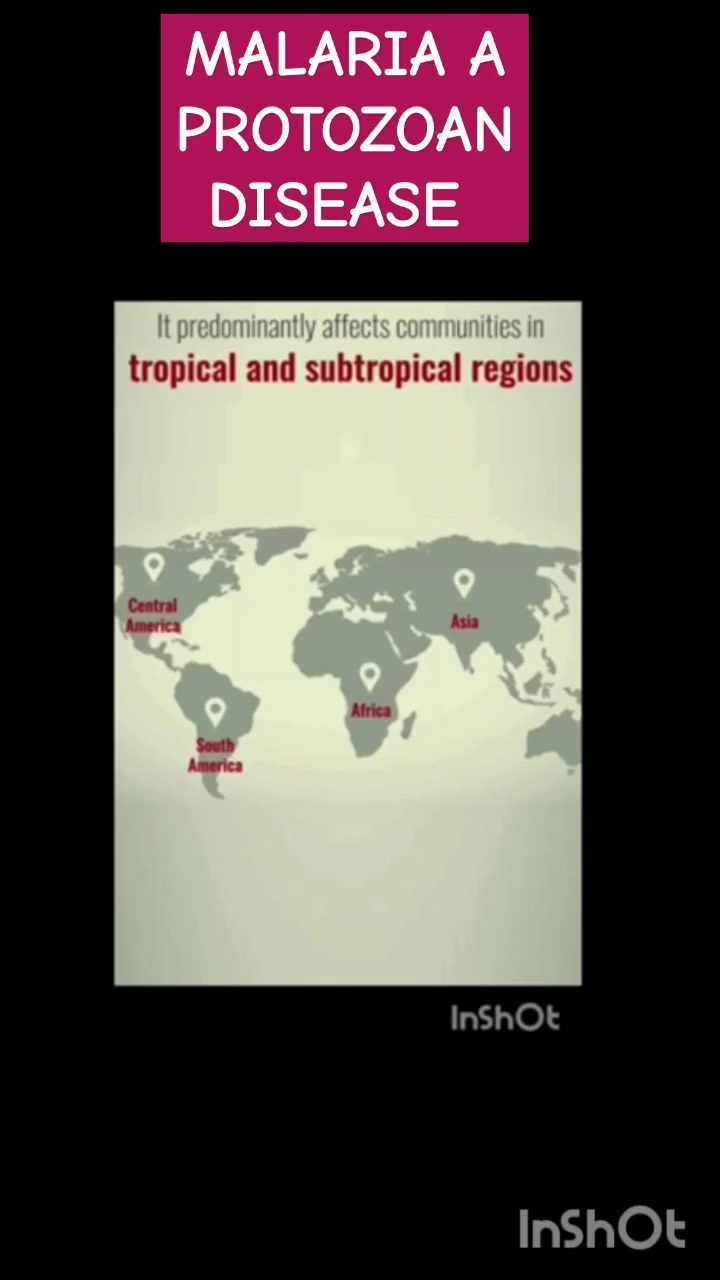 MALARIA A
PROTOZOAN
DISEASE
It predominantly affects communities in
tropical and subtropical regions
Central
America
Asia
Africa
South
America
InShOt
InShOt